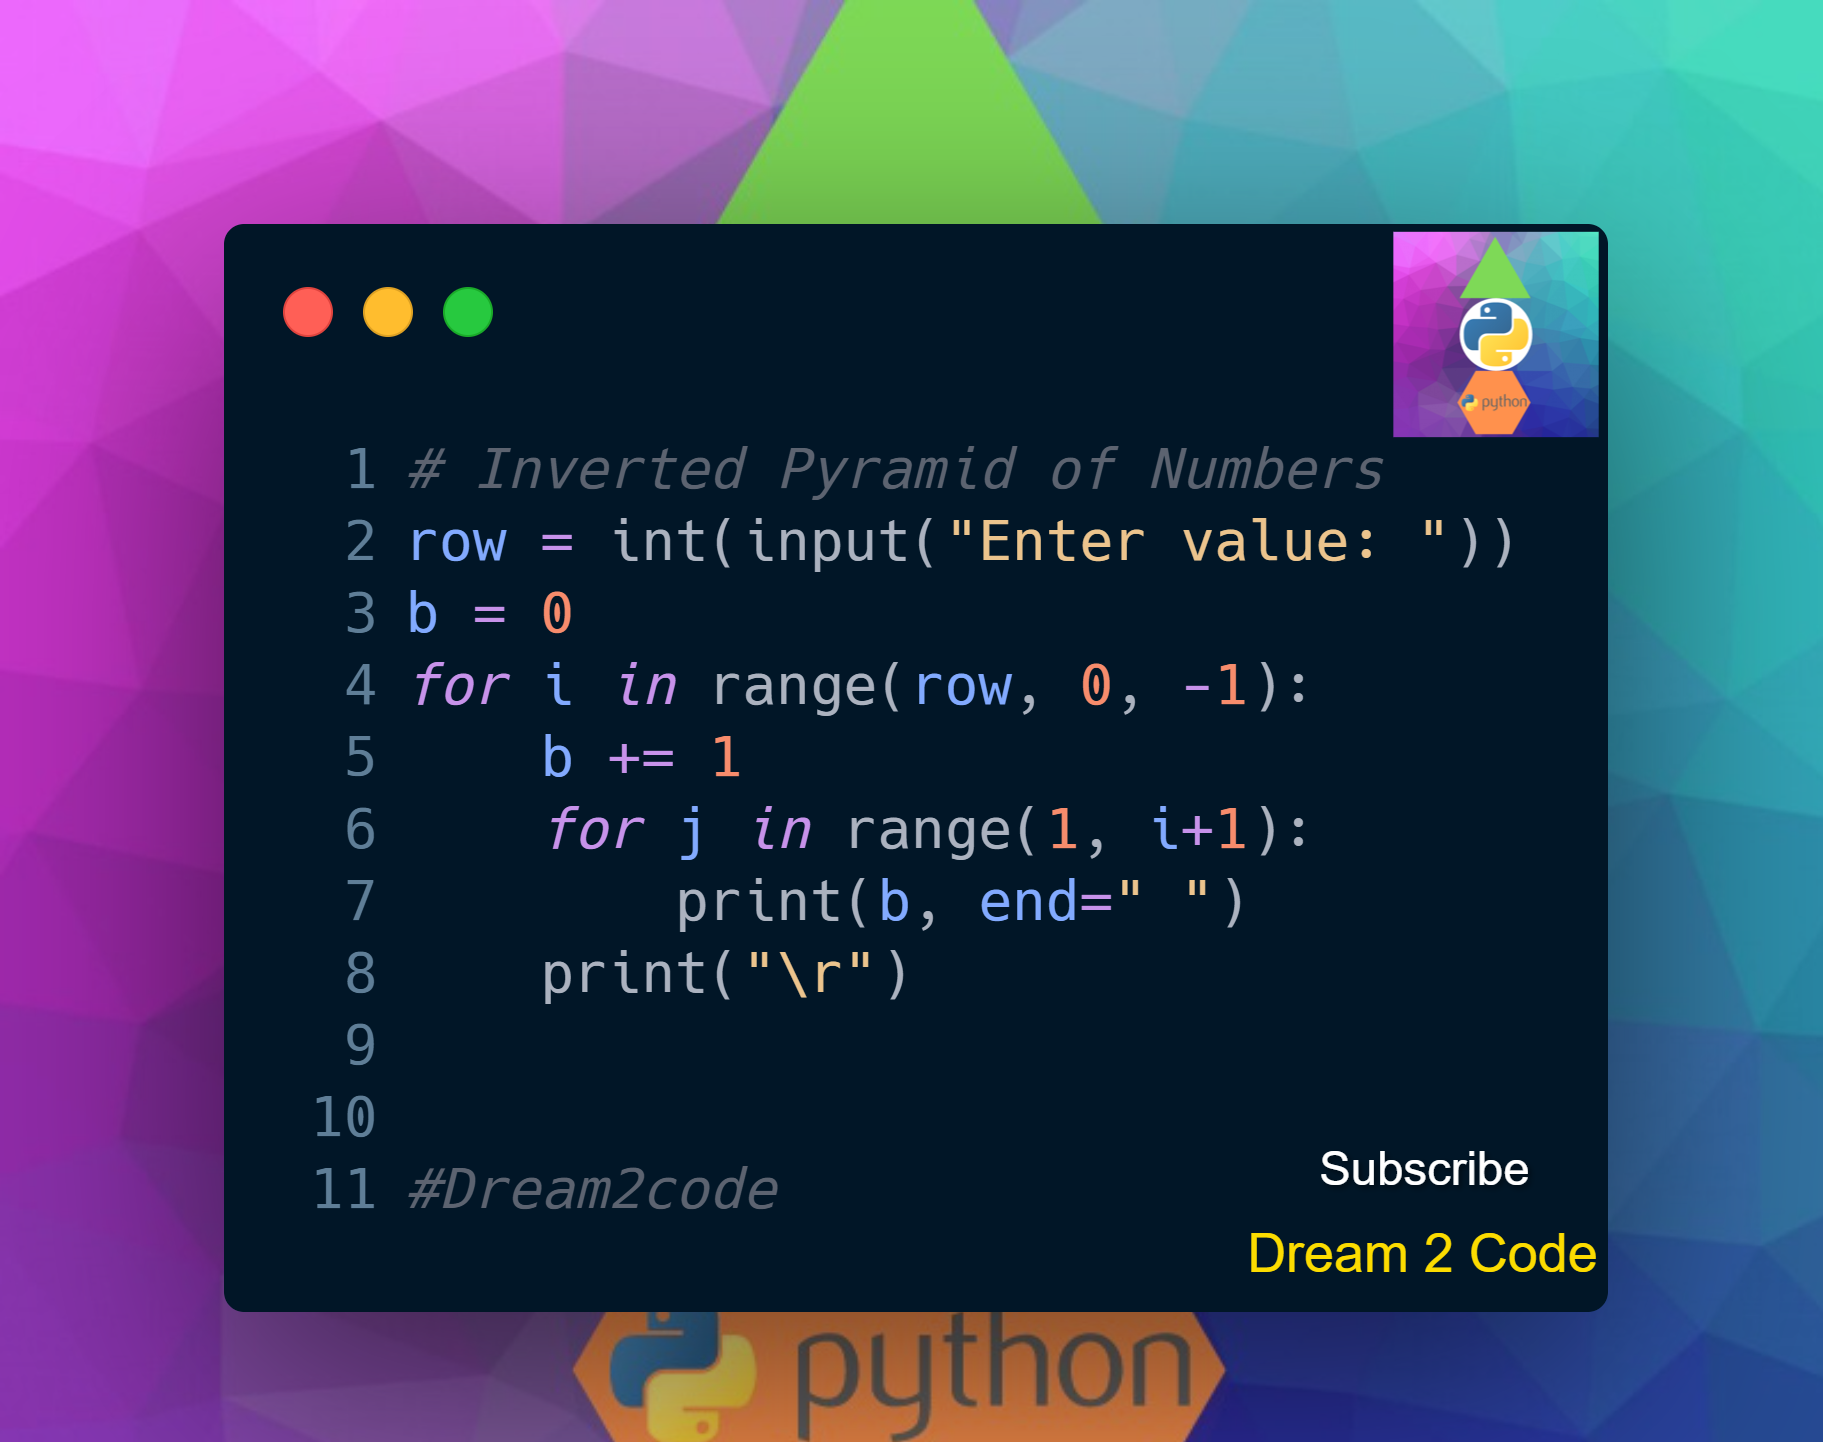 python
1 # Inverted Pyramid of Numbers
2 row = int(input("Enter value: "))
3 b = 0
4 for i in range(row, 0, -1):
5     b += 1
6     for j in range(1, i+1):
7         print(b, end=" ")
8     print("\r")
9
10
11 #Dream2code
Subscribe
Dream 2 Code
python